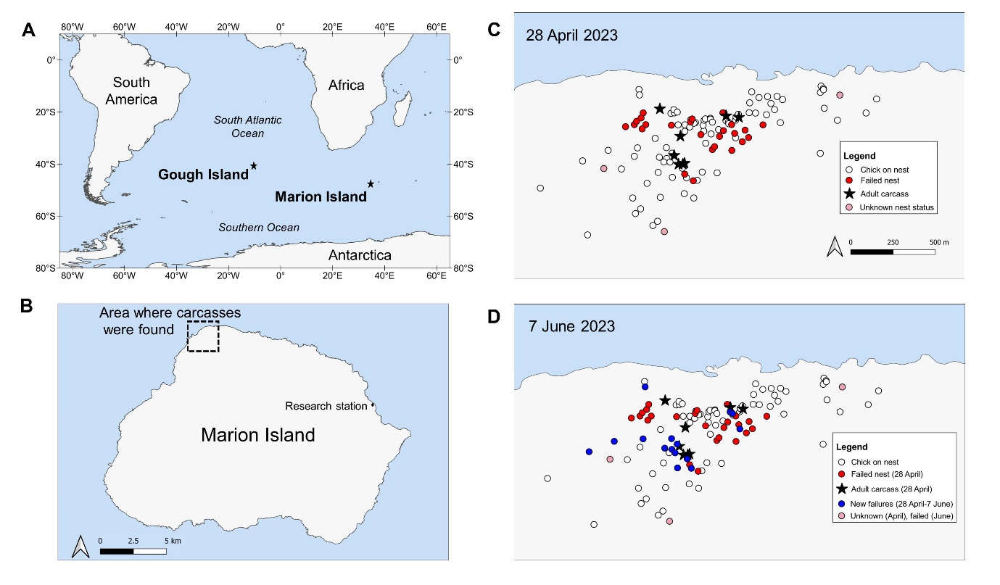 A
80°W 60°W 40°W 20°W 0° 20°E 40°E 60°E
0° 0°
South
America
Africa
20°S 20°S
South Atlantic
Ocean
40°S 40°S
Gough Island
Marion Island
60°S 60°S
Southern Ocean
Antarctica
80°S 80°S
80°W 60°W 40°W 20°W 0° 20°E 40°E 60°E
B
Area where carcasses
were found
Research station
Marion Island
0 2.5 5 km
C
28 April 2023
Legend
Chick on nest
Failed nest
Adult carcass
Unknown nest status
0 250 500 m
D
7 June 2023
Legend
Chick on nest
Failed nest (28 April)
Adult carcass (28 April)
New failures (28 April-7 June)
Unknown (April), failed (June)